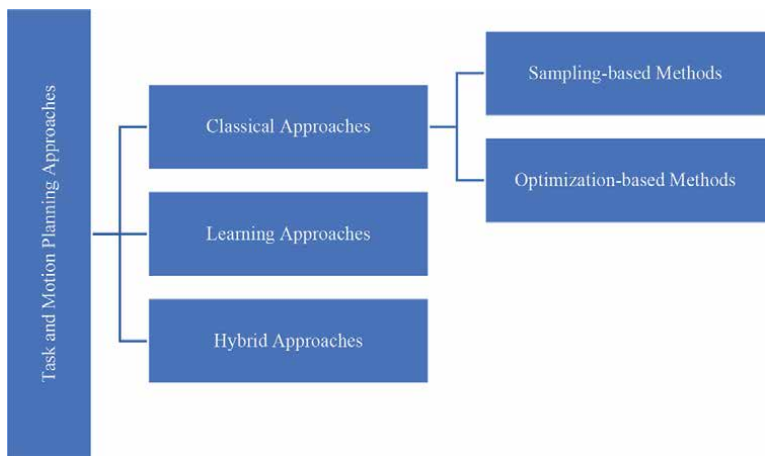 Task and Motion Planning Approaches
Classical Approaches
Learning Approaches
Hybrid Approaches
Sampling-based Methods
Optimization-based Methods